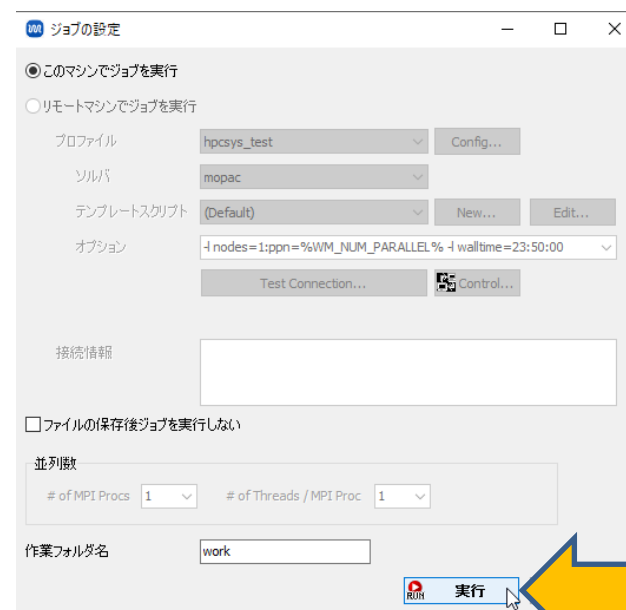 ジョブの設定
このマシンでジョブを実行
リモートマシンでジョブを実行
プロファイル hpcsys_test Config...
ソルバ mopac
テンプレートスクリプト (Default) New... Edit...
オプション -l nodes=1:ppn=%WM_NUM_PARALLEL% -l walltime=23:50:00
Test Connection... Control...
接続情報
ファイルの保存後ジョブを実行しない
並列数
# of MPI Procs 1 # of Threads / MPI Proc 1
作業フォルダ名 work
RUN 実行